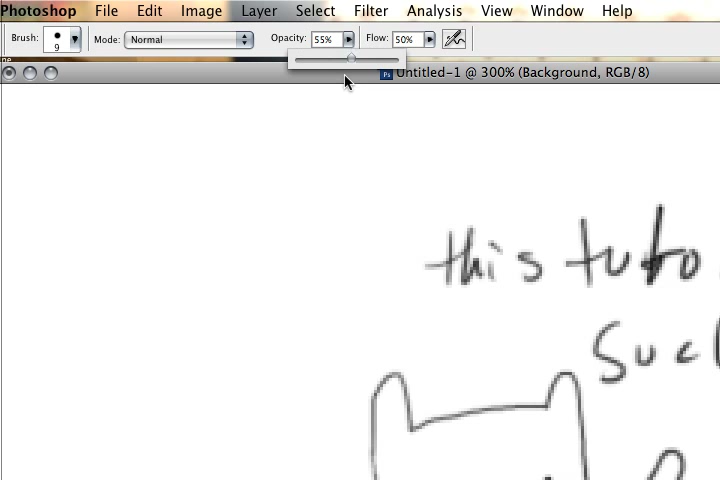 Photoshop File Edit Image Layer Select Filter Analysis View Window Help
Brush: 9 Mode: Normal Opacity: 55% Flow: 50%
Ps Untitled-1 @ 300% (Background, RGB/8)
this tuto
Suc